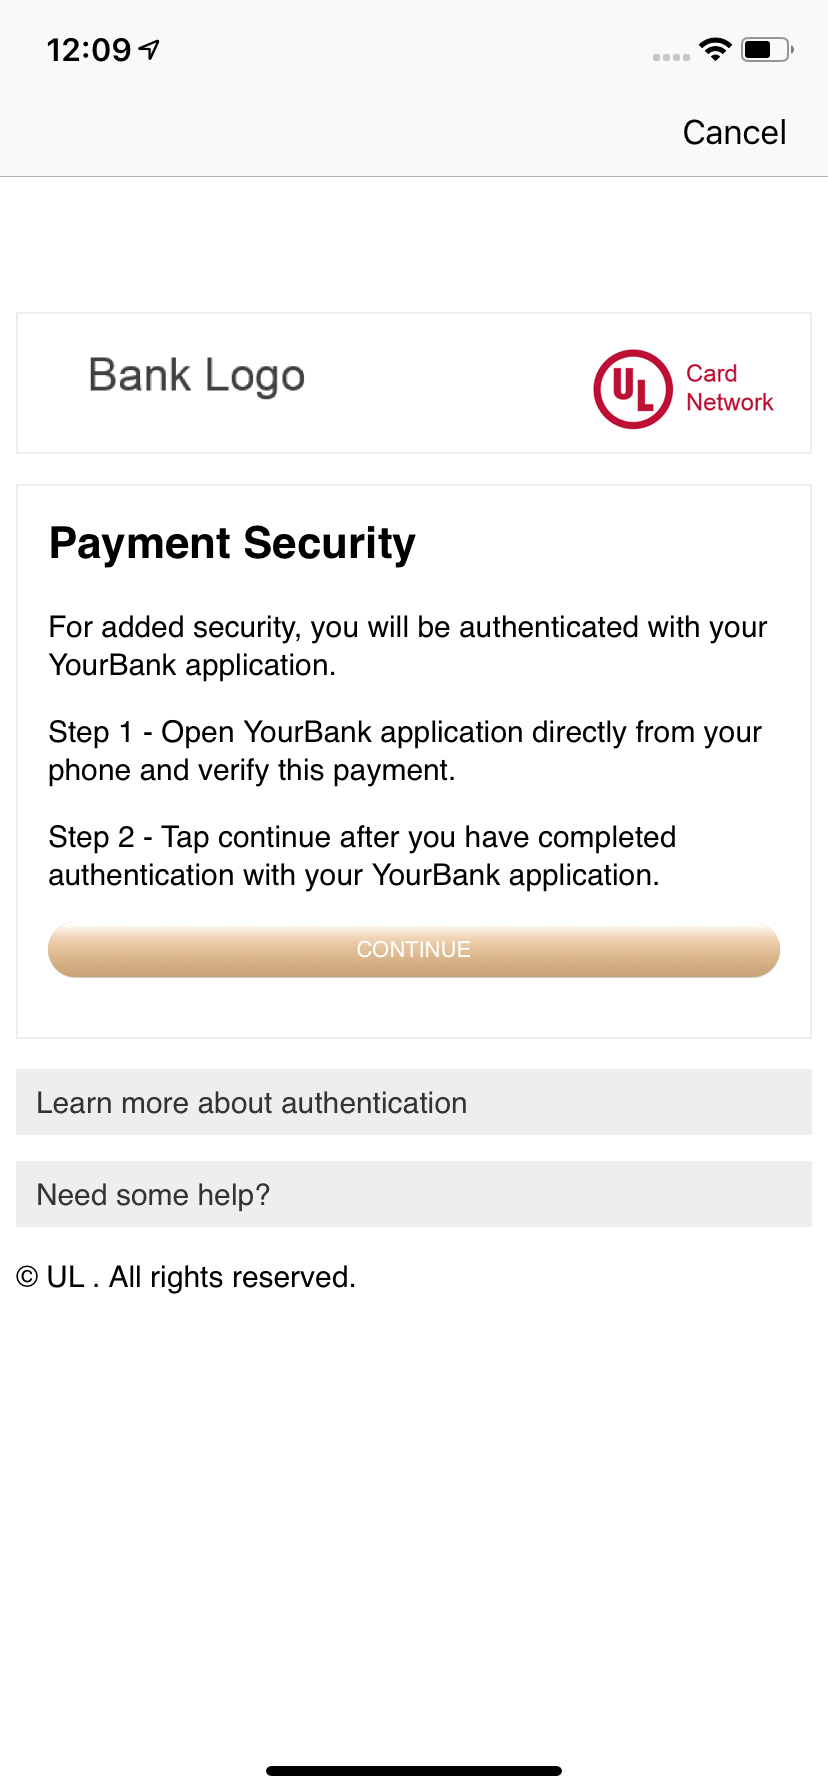 12:09
Cancel
Bank Logo
UL
Card
Network
Payment Security
For added security, you will be authenticated with your
YourBank application.
Step 1 - Open YourBank application directly from your
phone and verify this payment.
Step 2 - Tap continue after you have completed
authentication with your YourBank application.
CONTINUE
Learn more about authentication
Need some help?
© UL . All rights reserved.